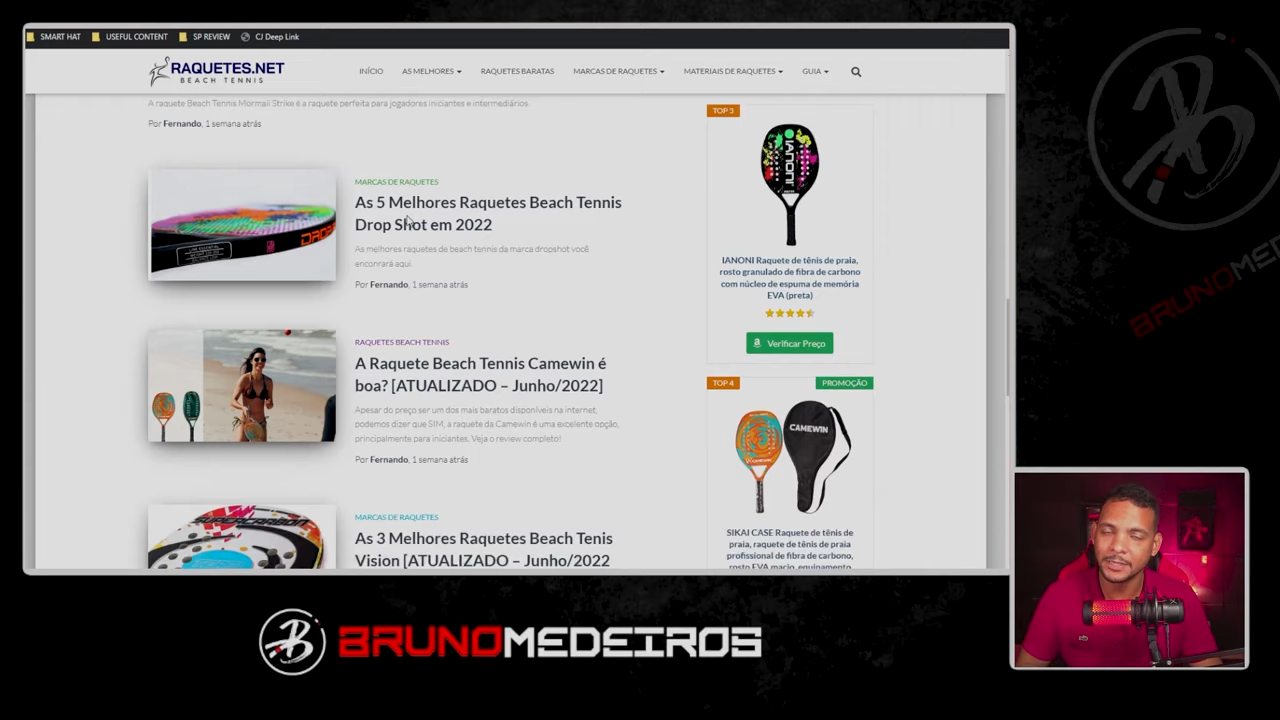 SMART HAT
USEFUL CONTENT
SP REVIEW
CJ Deep Link
RAQUETES.NET
BEACH TENNIS
INÍCIO
AS MELHORES
RAQUETES BARATAS
MARCAS DE RAQUETES
MATERIAIS DE RAQUETES
GUIA
A raquete Beach Tennis Mormaii Strike é a raquete perfeita para jogadores iniciantes e intermediários.
Por Fernando, 1 semana atrás
MARCAS DE RAQUETES
As 5 Melhores Raquetes Beach Tennis
Drop Shot em 2022
As melhores raquetes de beach tennis da marca dropshot você
encontrará aqui.
Por Fernando, 1 semana atrás
RAQUETES BEACH TENNIS
A Raquete Beach Tennis Camewin é
boa? [ATUALIZADO – Junho/2022]
Apesar do preço ser um dos mais baratos disponíveis na internet,
podemos dizer que SIM, a raquete da Camewin é uma excelente opção,
principalmente para iniciantes. Veja o review completo!
Por Fernando, 1 semana atrás
MARCAS DE RAQUETES
As 3 Melhores Raquetes Beach Tenis
Vision [ATUALIZADO – Junho/2022
SUPERCARBON
TOP 3
IANONI
IANONI Raquete de tênis de praia,
rosto granulado de fibra de carbono
com núcleo de espuma de memória
EVA (preta)
Verificar Preço
TOP 4
PROMOÇÃO
CAMEWIN
SIKAI CASE Raquete de tênis de
praia, raquete de tênis de praia
profissional de fibra de carbono,
rosto EVA macio, equipamento
BRUNOMEDEIROS
BRUNOMEDE